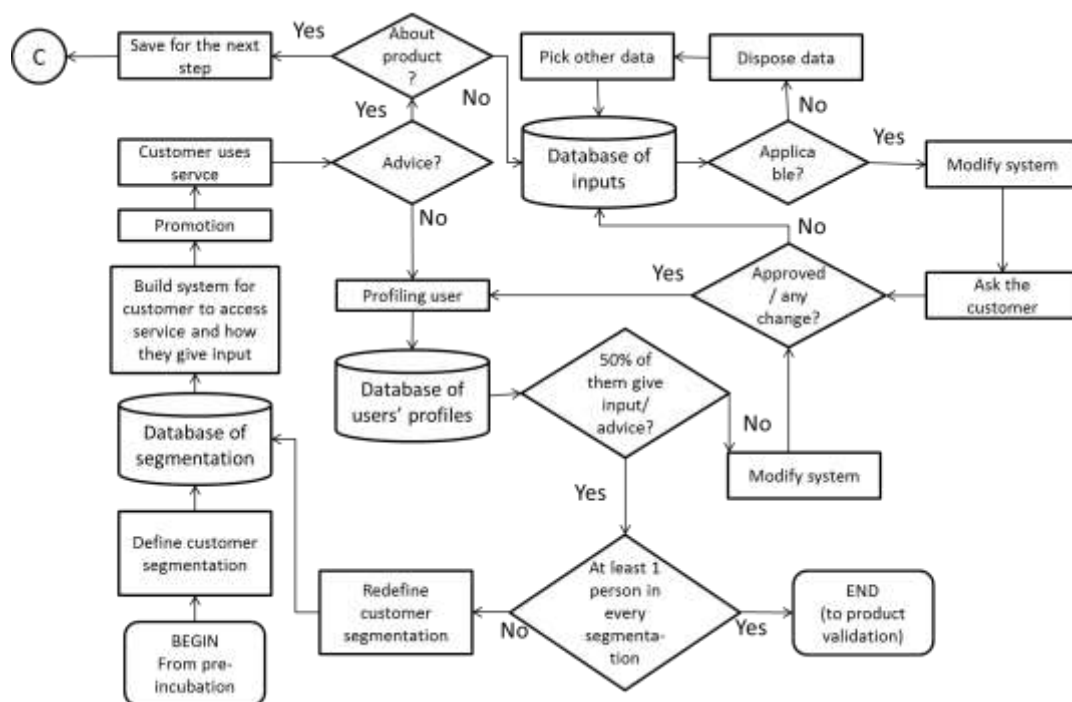 C
Save for the
next
step
Yes
About
product
?
No
Yes
Pick other data
Dispose data
No
Yes
Customer uses
servce
Advice?
No
Database of
inputs
Applica
ble?
Modify system
Promotion
Build system for
customer to access
service and how
they give input
Profiling user
Yes
No
Approved
/ any
change?
Ask the
customer
Database of
users' profiles
50% of
them give
input/
advice?
No
Modify system
Yes
Database of
segmentation
Define customer
segmentation
Redefine
customer
segmentation
No
At least 1
person in
every
segmenta-
tion
Yes
END
(to product
validation)
BEGIN
From pre-
incubation